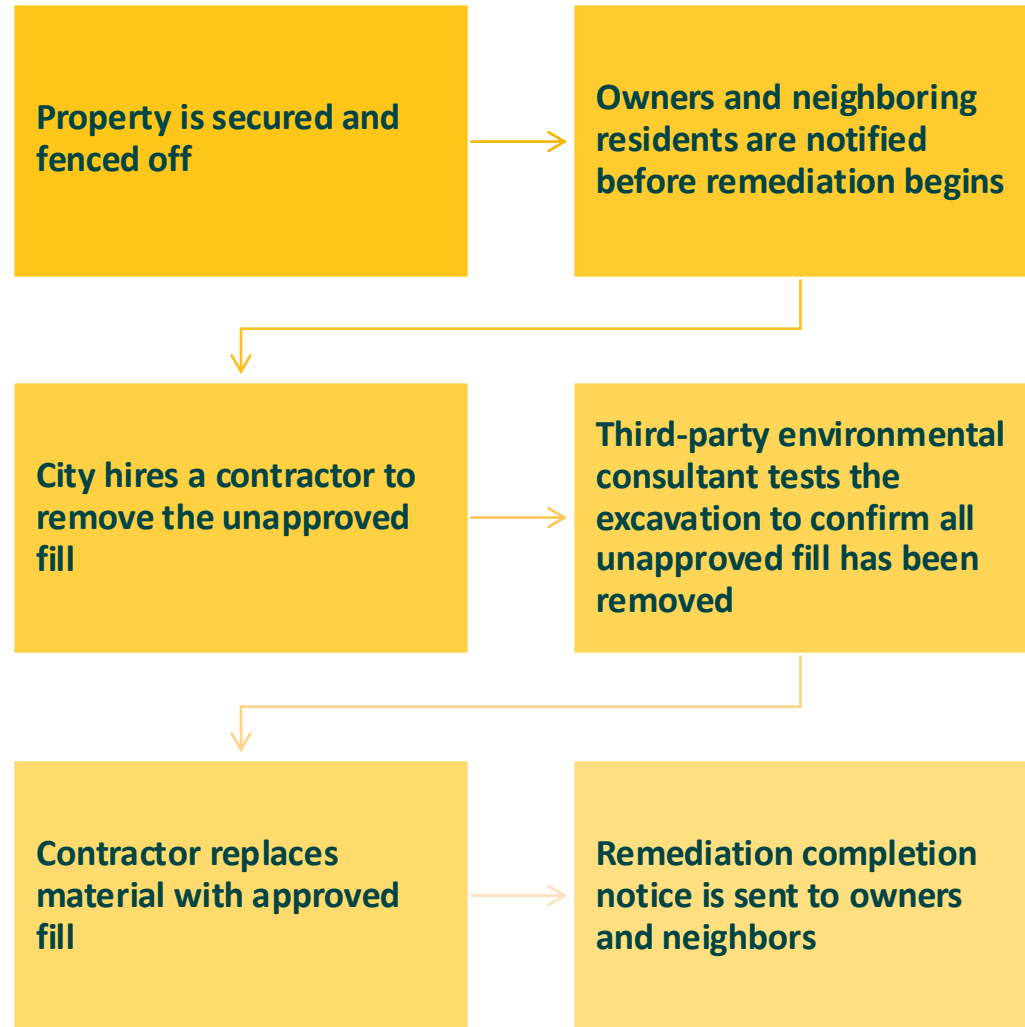 Property is secured and
fenced off
Owners and neighboring
residents are notified
before remediation begins
City hires a contractor to
remove the unapproved
fill
Third-party environmental
consultant tests the
excavation to confirm all
unapproved fill has been
removed
Contractor replaces
material with approved
fill
Remediation completion
notice is sent to owners
and neighbors